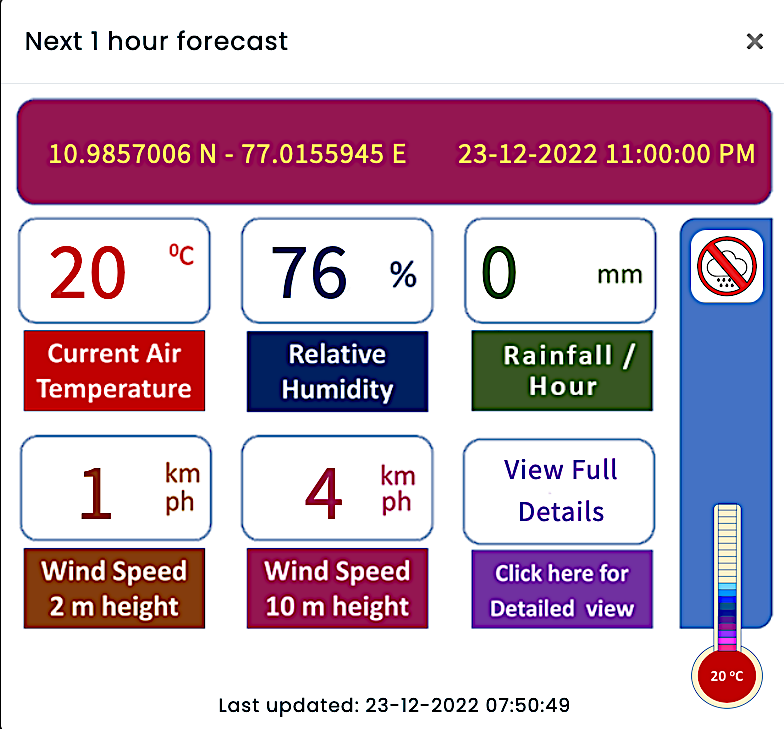 Next 1 hour forecast ×
10.9857006 N - 77.0155945 E 23-12-2022 11:00:00 PM
20 ⁰C
Current Air
Temperature
76 %
Relative
Humidity
0 mm
Rainfall /
Hour
1 km
ph
Wind Speed
2 m height
4 km
ph
Wind Speed
10 m height
View Full
Details
Click here for
Detailed view
20 ⁰C
Last updated: 23-12-2022 07:50:49